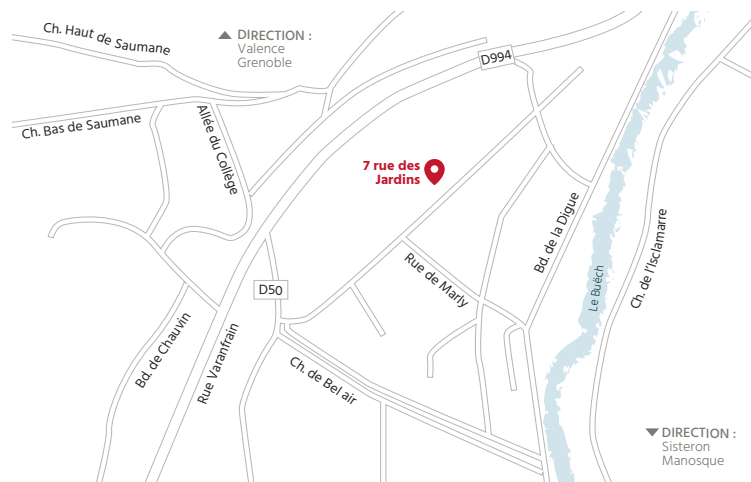 Ch. Haut de Saumane
DIRECTION :
Valence
Grenoble
D994
Ch. Bas de Saumane
Allée du Collège
7 rue des
Jardins
Bd. de la Digue
Ch. de l'Isclamarre
Rue de Marly
Le Buëch
D50
Bd. de Chauvin
Rue Varanfrain
Ch. de Bel air
DIRECTION :
Sisteron
Manosque